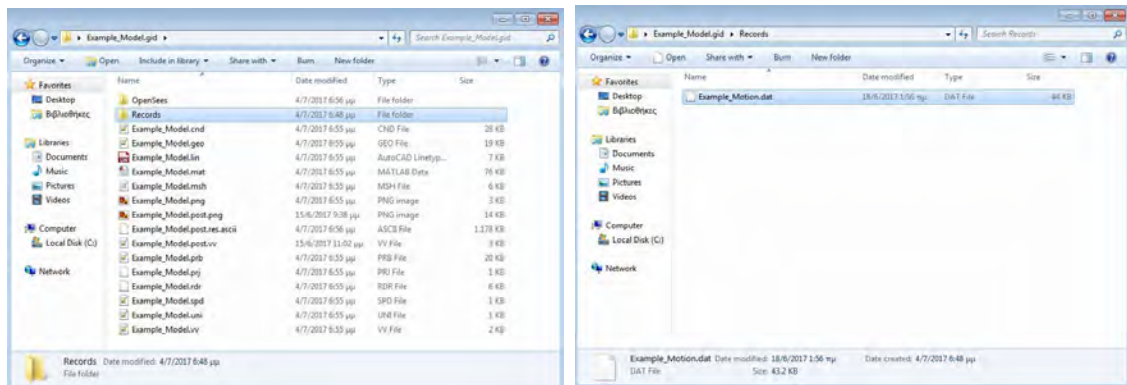 Example_Model.gid
Search Example_Model.gid
Organize Open Include in library Share with Burn New folder
Favorites
Desktop
Βιβλιοθήκες
Libraries
Documents
Music
Pictures
Videos
Computer
Local Disk (C:)
Network
Name Date modified Type Size
OpenSees 4/7/2017 6:56 μμ File folder
Records 4/7/2017 6:48 μμ File folder
Example_Model.cnd 4/7/2017 6:55 μμ CND File 28 KB
Example_Model.geo 4/7/2017 6:55 μμ GEO File 19 KB
Example_Model.lin 4/7/2017 6:55 μμ AutoCAD Linetyp... 7 KB
Example_Model.mat 4/7/2017 6:55 μμ MATLAB Data 76 KB
Example_Model.msh 4/7/2017 6:55 μμ MSH File 6 KB
Example_Model.png 4/7/2017 6:55 μμ PNG image 3 KB
Example_Model.post.png 15/6/2017 9:38 μμ PNG image 14 KB
Example_Model.post.res.ascii 4/7/2017 6:56 μμ ASCII File 1.178 KB
Example_Model.post.vv 15/6/2017 11:02 μμ VV File 3 KB
Example_Model.prb 4/7/2017 6:55 μμ PRB File 20 KB
Example_Model.prj 4/7/2017 6:55 μμ PRJ File 1 KB
Example_Model.rdr 4/7/2017 6:55 μμ RDR File 6 KB
Example_Model.spd 4/7/2017 6:55 μμ SPD File 1 KB
Example_Model.uni 4/7/2017 6:55 μμ UNI File 1 KB
Example_Model.vv 4/7/2017 6:55 μμ VV File 2 KB
Records Date modified: 4/7/2017 6:48 μμ
File folder
Example_Model.gid Records
Search Records
Organize Open Share with Burn New folder
Favorites
Desktop
Βιβλιοθήκες
Libraries
Documents
Music
Pictures
Videos
Computer
Local Disk (C:)
Network
Name Date modified Type Size
Example_Motion.dat 18/6/2017 1:56 πμ DAT File 44 KB
Example_Motion.dat Date modified: 18/6/2017 1:56 πμ Date created: 4/7/2017 6:48 μμ
DAT File Size: 43.2 KB